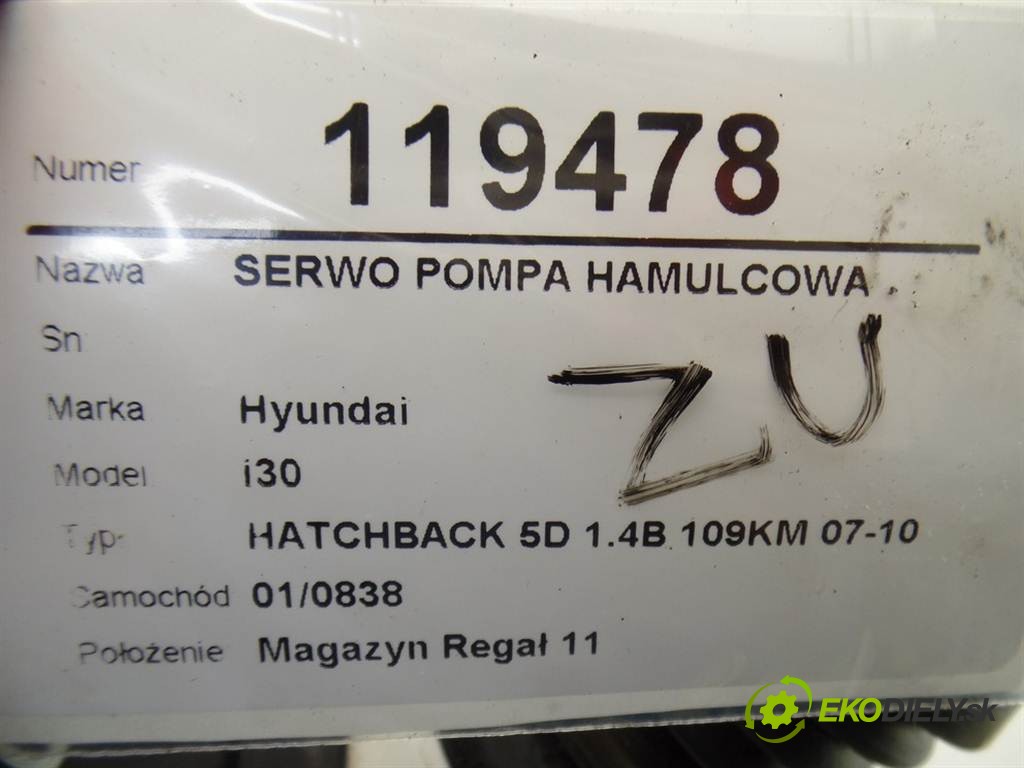 Numer 119478
Nazwa SERWO POMPA HAMULCOWA
Sn
ZU
Marka Hyundai
Model i30
Typ HATCHBACK 5D 1.4B 109KM 07-10
Samochód 01/0838
Położenie Magazyn Regał 11
EKODIELY.sk